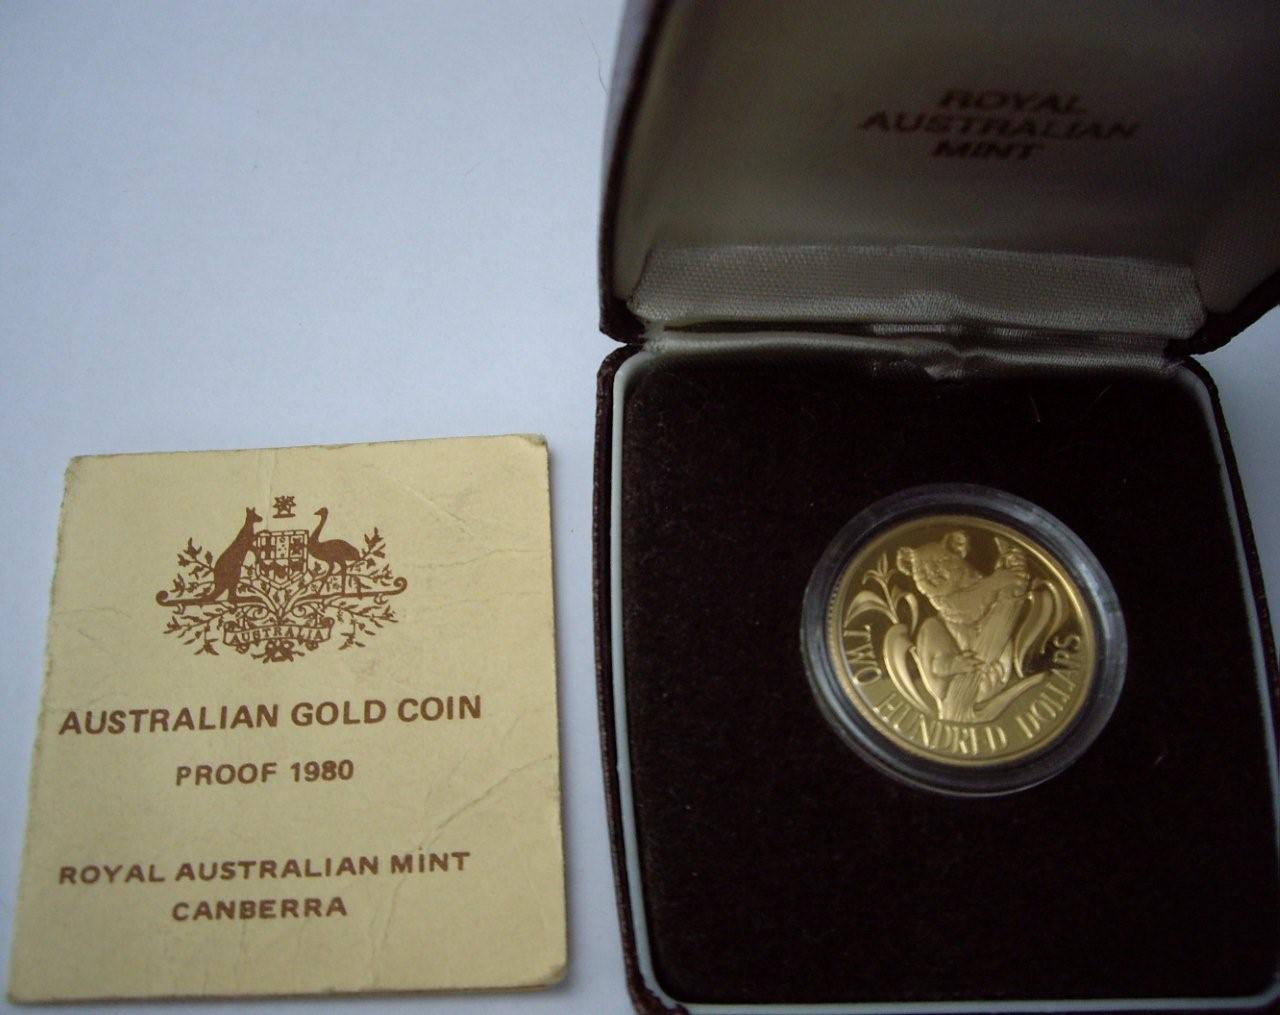 ROYAL
AUSTRALIAN
MINT
AUSTRALIA
AUSTRALIAN GOLD COIN
PROOF 1980
ROYAL AUSTRALIAN MINT
CANBERRA
TWO HUNDRED DOLLARS